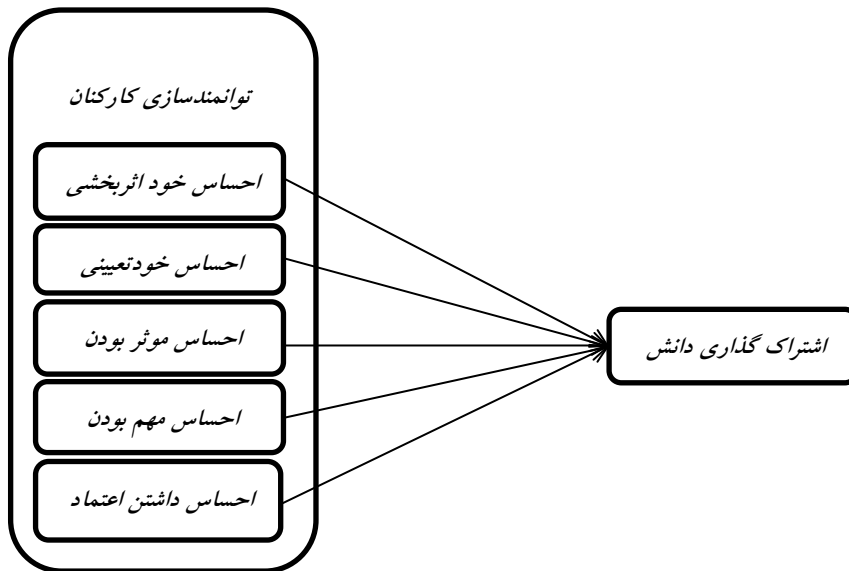 توانمندسازی کارکنان
احساس خود اثربخشی
احساس خودتعیینی
احساس موثر بودن
احساس مهم بودن
احساس داشتن اعتماد
اشتراک گذاری دانش